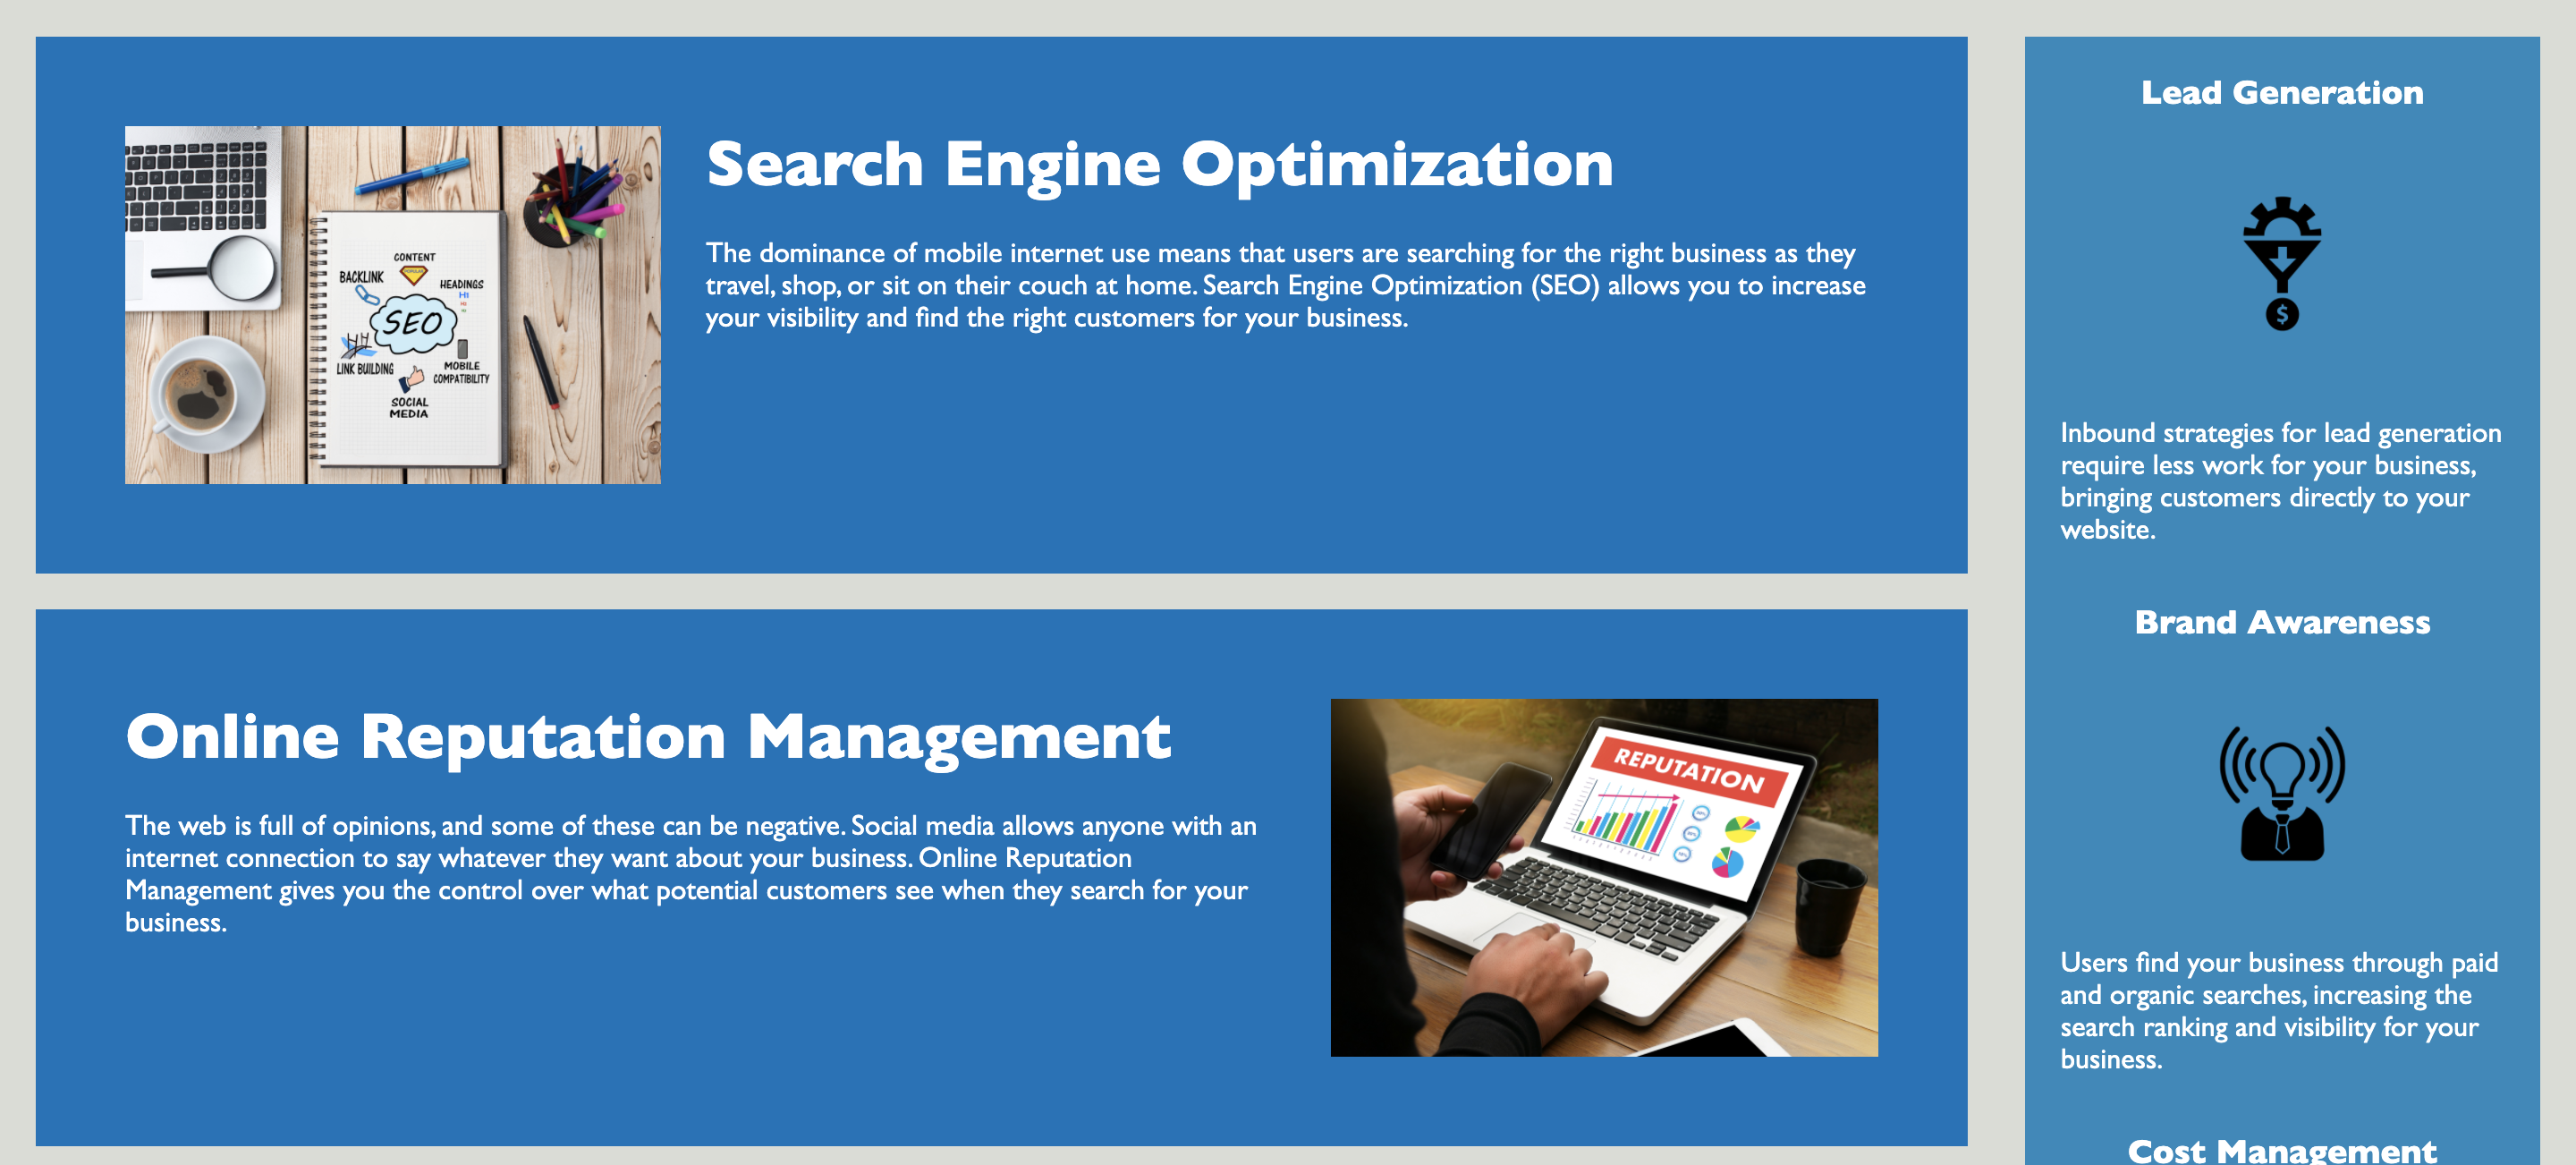 Search Engine Optimization
The dominance of mobile internet use means that users are searching for the right business as they
travel, shop, or sit on their couch at home. Search Engine Optimization (SEO) allows you to increase
your visibility and find the right customers for your business.
CONTENT
BACKLINK
HEADINGS
H1
SEO
LINK BUILDING
MOBILE
COMPATIBILITY
SOCIAL
MEDIA
Online Reputation Management
The web is full of opinions, and some of these can be negative. Social media allows anyone with an
internet connection to say whatever they want about your business. Online Reputation
Management gives you the control over what potential customers see when they search for your
business.
REPUTATION
Lead Generation
$
Inbound strategies for lead generation
require less work for your business,
bringing customers directly to your
website.
Brand Awareness
Users find your business through paid
and organic searches, increasing the
search ranking and visibility for your
business.
Cost Management